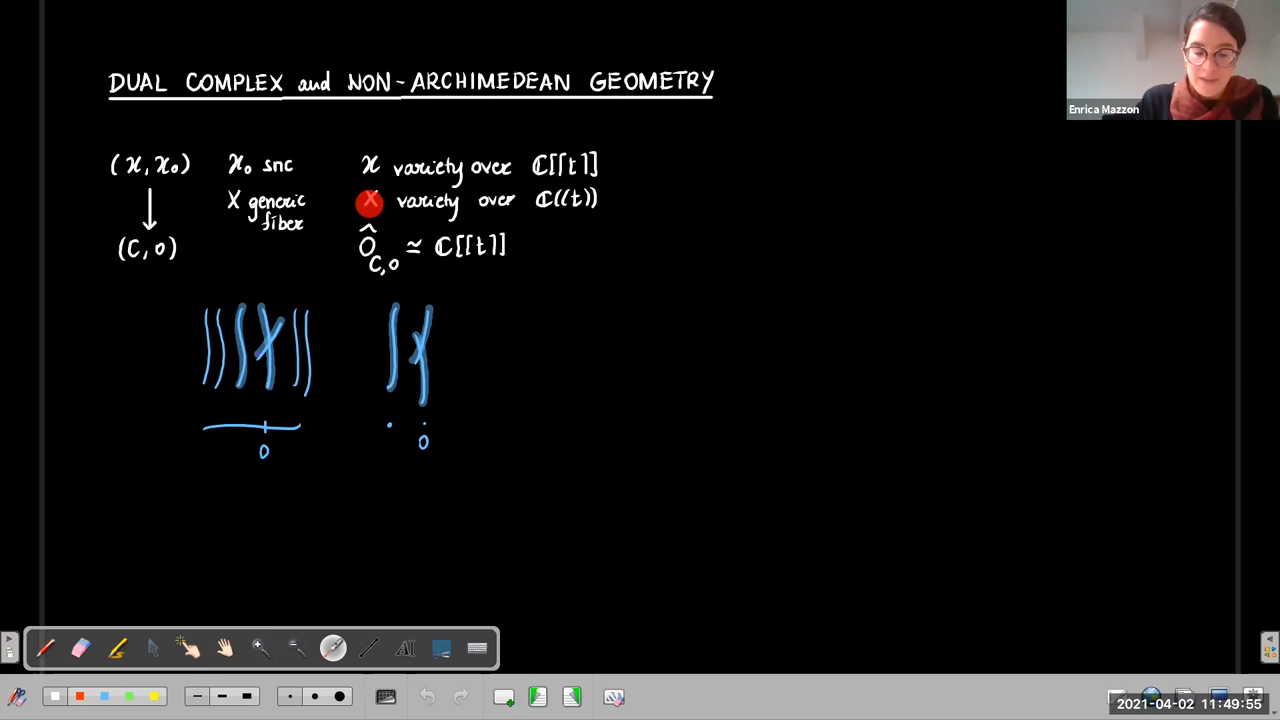 Enrica Mazzon
DUAL COMPLEX and NON-ARCHIMEDEAN GEOMETRY
(𝒳, 𝒳₀) 𝒳₀ snc 𝒳 variety over ℂ[[t]]
X generic fiber X variety over ℂ((t))
(C, 0) Ô_{C,0} ≃ ℂ[[t]]
0 0
AI
2021-04-02 11:49:55